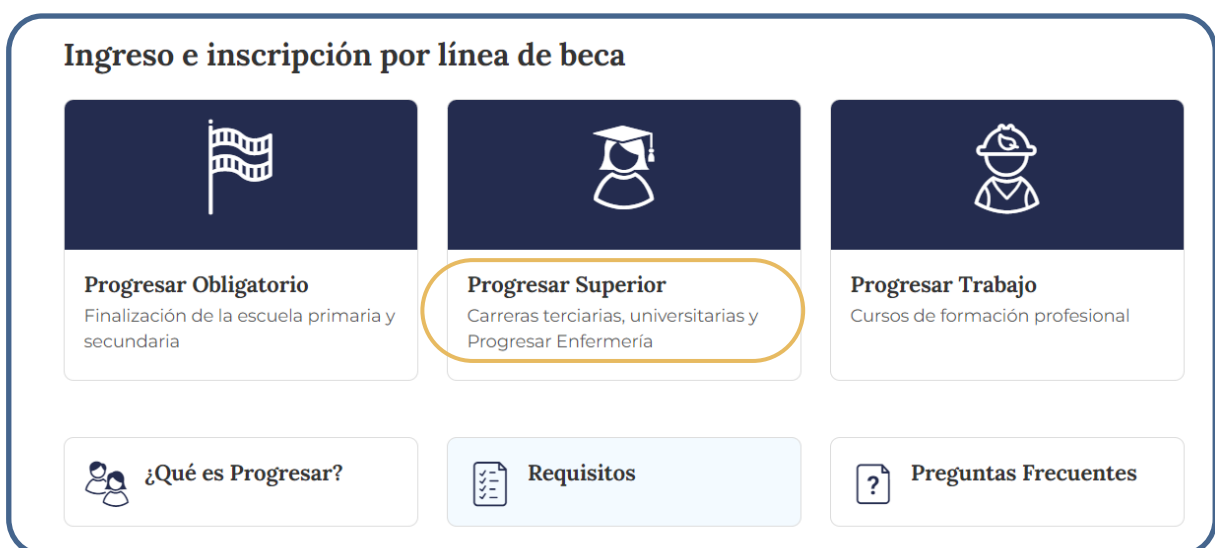 Ingreso e inscripción por línea de beca
Progresar Obligatorio
Finalización de la escuela primaria y
secundaria
Progresar Superior
Carreras terciarias, universitarias y
Progresar Enfermería
Progresar Trabajo
Cursos de formación profesional
¿Qué es Progresar?
Requisitos
?
Preguntas Frecuentes